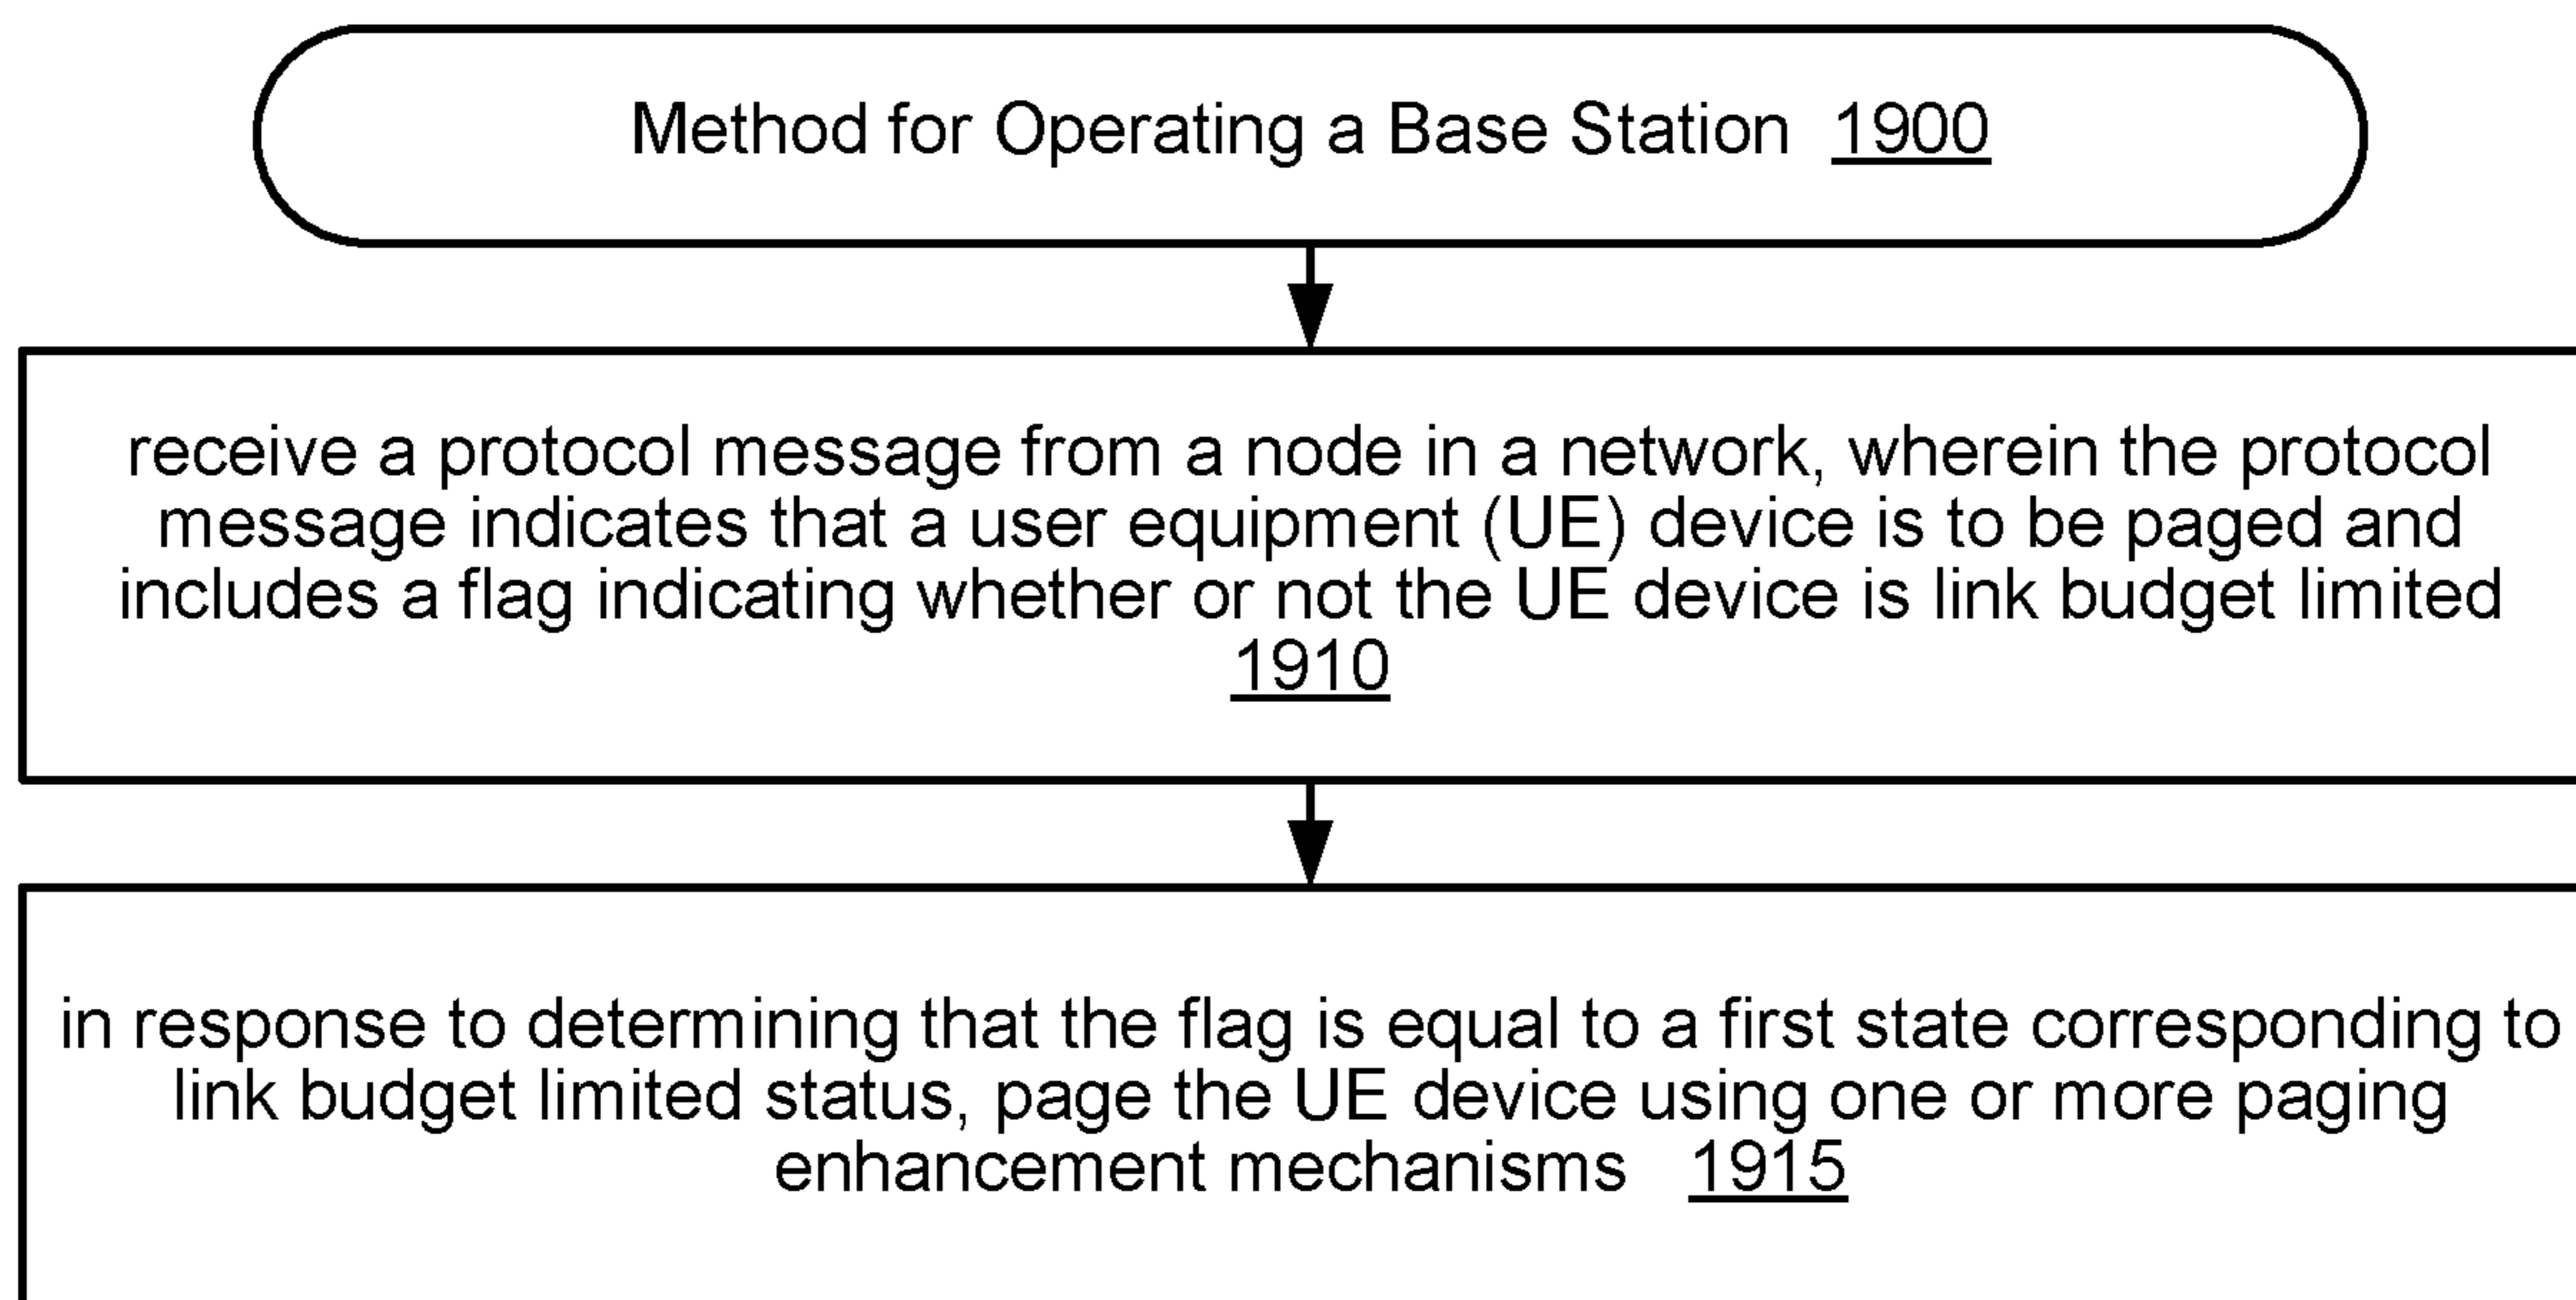 Method for Operating a Base Station 1900
receive a protocol message from a node in a network, wherein the protocol
message indicates that a user equipment (UE) device is to be paged and
includes a flag indicating whether or not the UE device is link budget limited
1910
in response to determining that the flag is equal to a first state corresponding to
link budget limited status, page the UE device using one or more paging
enhancement mechanisms 1915